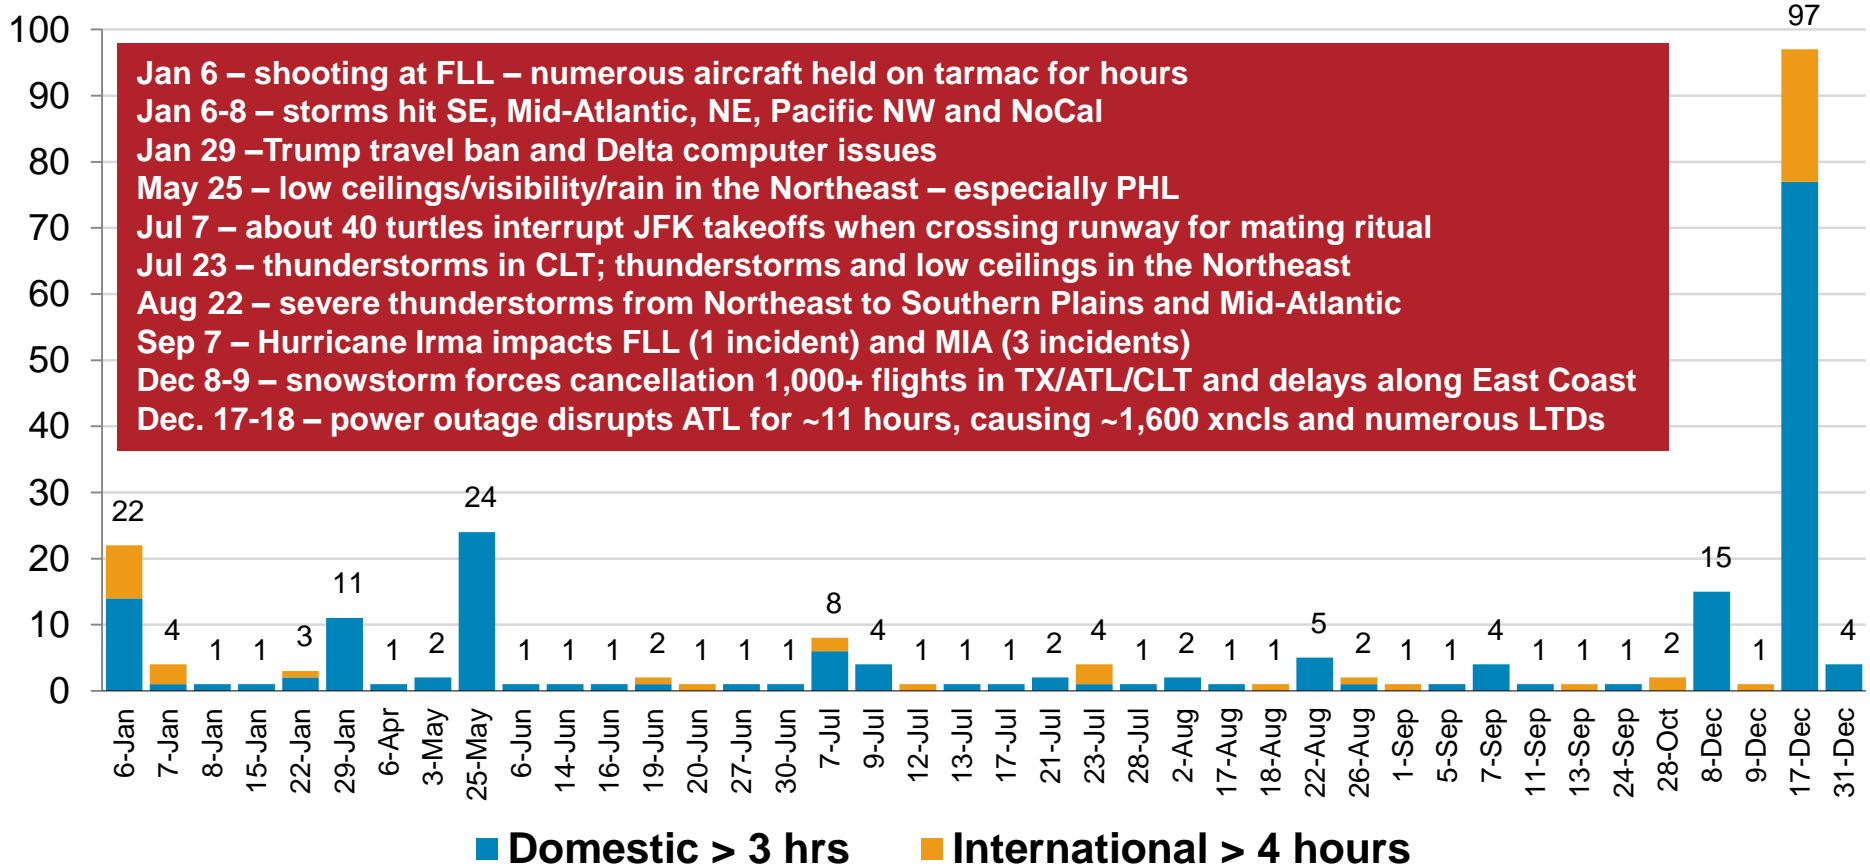 97
100
90
80
70
60
50
40
30
20
10
0
Jan 6 – shooting at FLL – numerous aircraft held on tarmac for hours
Jan 6-8 – storms hit SE, Mid-Atlantic, NE, Pacific NW and NoCal
Jan 29 –Trump travel ban and Delta computer issues
May 25 – low ceilings/visibility/rain in the Northeast – especially PHL
Jul 7 – about 40 turtles interrupt JFK takeoffs when crossing runway for mating ritual
Jul 23 – thunderstorms in CLT; thunderstorms and low ceilings in the Northeast
Aug 22 – severe thunderstorms from Northeast to Southern Plains and Mid-Atlantic
Sep 7 – Hurricane Irma impacts FLL (1 incident) and MIA (3 incidents)
Dec 8-9 – snowstorm forces cancellation 1,000+ flights in TX/ATL/CLT and delays along East Coast
Dec. 17-18 – power outage disrupts ATL for ~11 hours, causing ~1,600 xncls and numerous LTDs
22 4 1 1 3 11 1 2 24 1 1 1 2 1 1 1 8 4 1 1 1 2 4 1 2 1 1 5 2 1 1 4 1 1 1 2 15 1 4
6-Jan
7-Jan
8-Jan
15-Jan
22-Jan
29-Jan
6-Apr
3-May
25-May
6-Jun
14-Jun
16-Jun
19-Jun
20-Jun
27-Jun
30-Jun
7-Jul
9-Jul
12-Jul
13-Jul
17-Jul
21-Jul
23-Jul
28-Jul
2-Aug
17-Aug
18-Aug
22-Aug
26-Aug
1-Sep
5-Sep
7-Sep
11-Sep
13-Sep
24-Sep
28-Oct
8-Dec
9-Dec
17-Dec
31-Dec
Domestic > 3 hrs
International > 4 hours